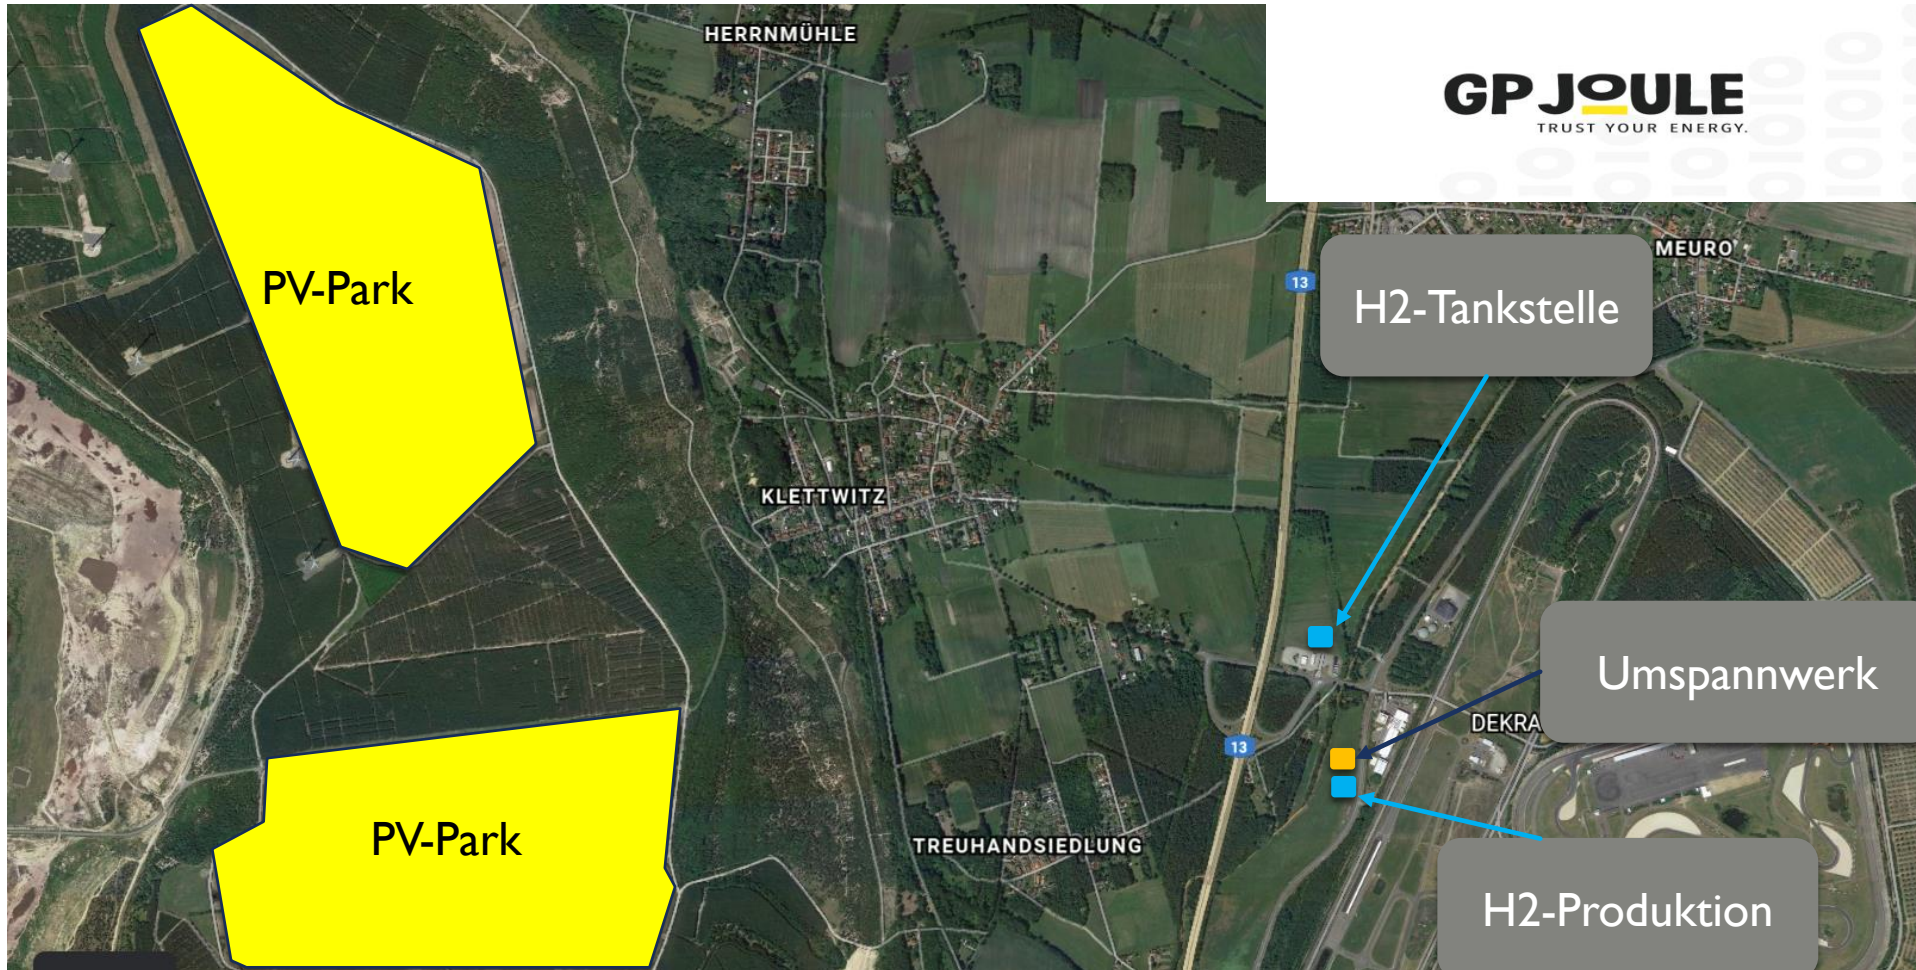 HERRNMÜHLE
GP JOULE
TRUST YOUR ENERGY.
MEURO
PV-Park
13
H2-Tankstelle
KLETTWITZ
Umspannwerk
DEKRA
13
PV-Park
TREUHANDSIEDLUNG
H2-Produktion